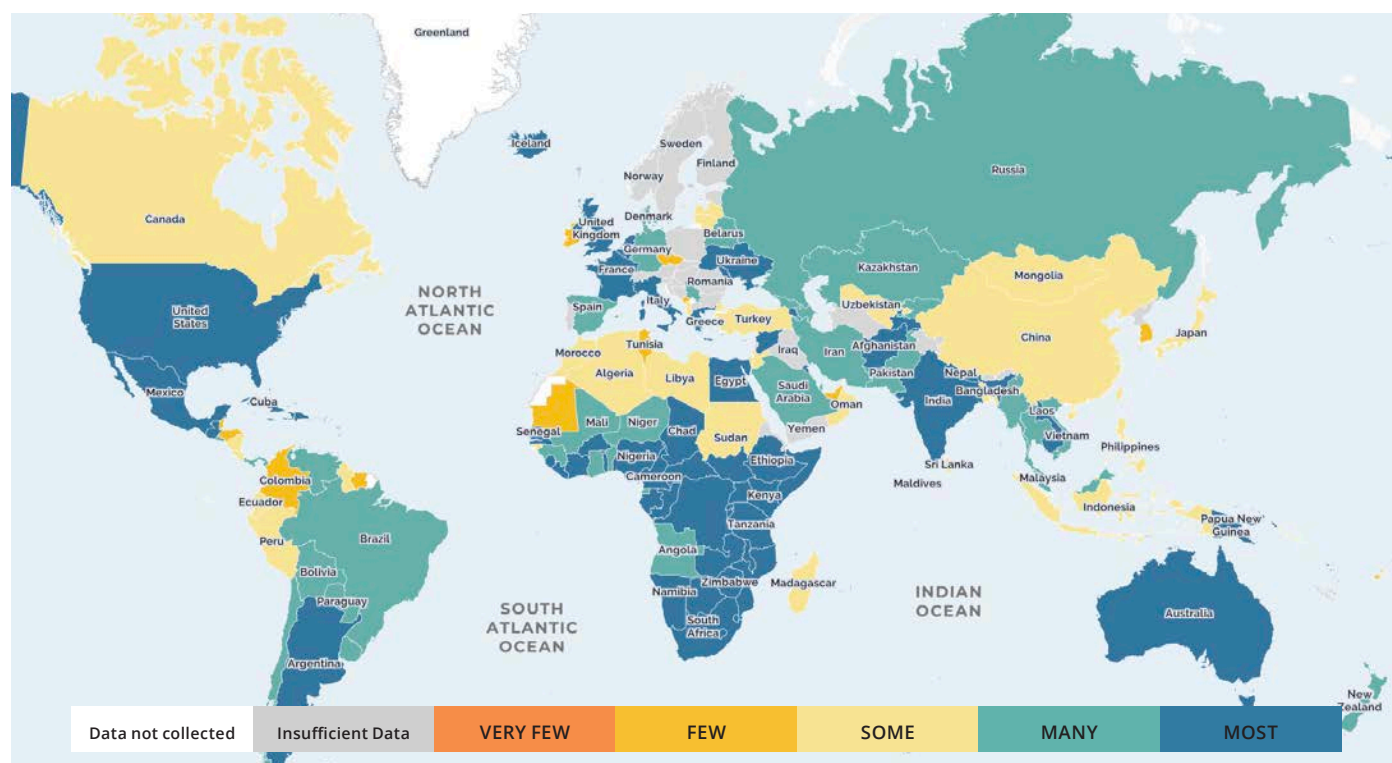 Greenland
Iceland
Sweden
Finland
Norway
Russia
Canada
United
Kingdom
Denmark
Belarus
Germany
Ukraine
France
Kazakhstan
Mongolia
Romania
NORTH
ATLANTIC
OCEAN
United
States
Spain
Italy
Greece
Turkey
Uzbekistan
China
Japan
Morocco
Tunisia
Iraq
Iran
Afghanistan
Algeria
Libya
Egypt
Saudi
Arabia
Pakistan
Nepal
Bangladesh
India
Mexico
Cuba
Oman
Laos
Senegal
Mali
Niger
Chad
Sudan
Yemen
Vietnam
Philippines
Nigeria
Ethiopia
Sri Lanka
Colombia
Cameroon
Maldives
Malaysia
Ecuador
Kenya
Indonesia
Tanzania
Papua New
Guinea
Peru
Brazil
Angola
Bolivia
Zimbabwe
Madagascar
Namibia
INDIAN
OCEAN
Paraguay
SOUTH
ATLANTIC
OCEAN
South
Africa
Australia
Argentina
New
Zealand
Data not collected
Insufficient Data
VERY FEW
FEW
SOME
MANY
MOST